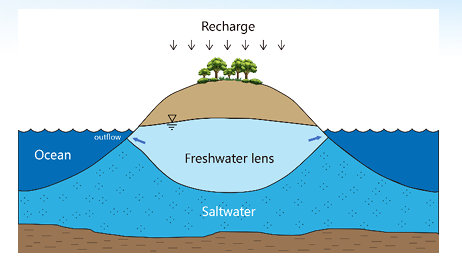 Recharge
outflow
Ocean
Freshwater lens
Saltwater